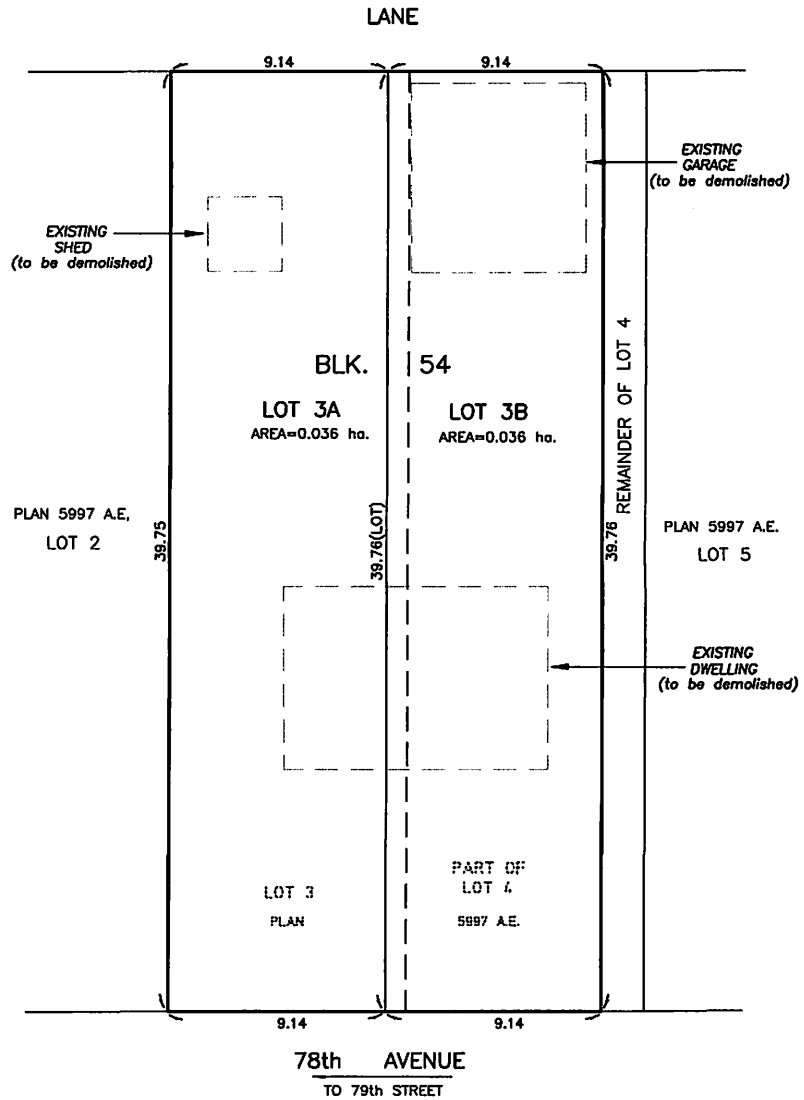 LANE
9.14
9.14
EXISTING
GARAGE
(to be demolished)
EXISTING
SHED
(to be demolished)
BLK. 54
LOT 3A
AREA=0.036 ha.
LOT 3B
AREA=0.036 ha.
REMAINDER OF LOT 4
PLAN 5997 A.E.
LOT 2
39.75
39.76(LOT)
39.76
PLAN 5997 A.E.
LOT 5
EXISTING
DWELLING
(to be demolished)
LOT 3
PLAN
PART OF
LOT 4
5997 A.E.
9.14
9.14
78th AVENUE
TO 79th STREET